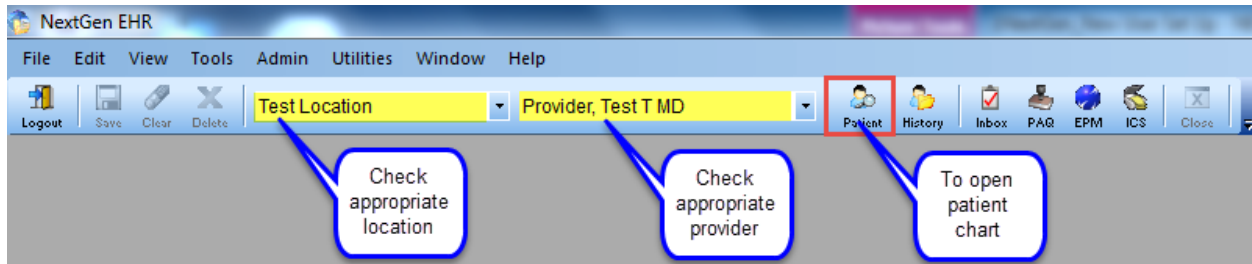 NextGen EHR
File Edit View Tools Admin Utilities Window Help
Test Location Provider, Test T MD
Logout Save Clear Delete Patient History Inbox PAQ EPM ICS Close
Check
appropriate
location
Check
appropriate
provider
To open
patient
chart